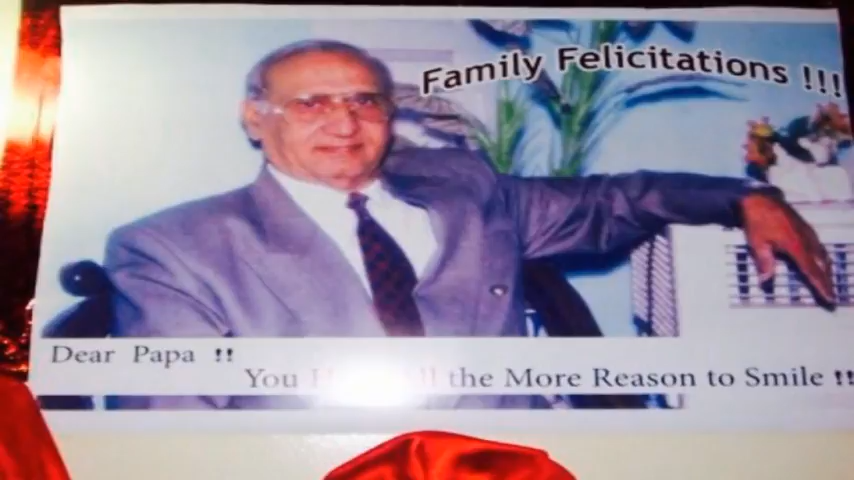 Family Felicitations !!!
Dear Papa !!
You the More Reason to Smile !!